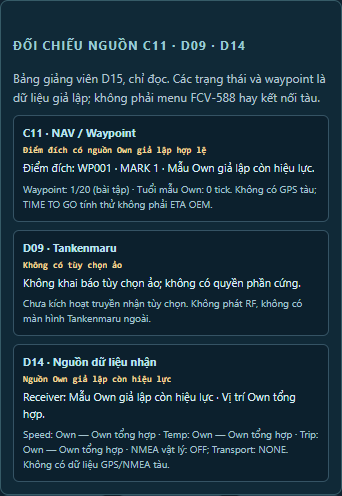 ĐỐI CHIẾU NGUỒN C11 · D09 · D14
Bảng giảng viên D15, chỉ đọc. Các trạng thái và waypoint là
dữ liệu giả lập; không phải menu FCV-588 hay kết nối tàu.
C11 · NAV / Waypoint
Điểm đích có nguồn Own giả lập hợp lệ
Điểm đích: WP001 · MARK 1 · Mẫu Own giả lập còn hiệu lực.
Waypoint: 1/20 (bài tập) · Tuổi mẫu Own: 0 tick. Không có GPS tàu;
TIME TO GO tính thử không phải ETA OEM.
D09 · Tankenmaru
Không có tùy chọn ảo
Không khai báo tùy chọn ảo; không có quyền phần cứng.
Chưa kích hoạt truyền nhận tùy chọn. Không phát RF, không có
màn hình Tankenmaru ngoài.
D14 · Nguồn dữ liệu nhận
Nguồn Own giả lập còn hiệu lực
Receiver: Mẫu Own giả lập còn hiệu lực · Vị trí Own tổng
hợp.
Speed: Own — Own tổng hợp · Temp: Own — Own tổng hợp · Trip:
Own — Own tổng hợp · NMEA vật lý: OFF; Transport: NONE.
Không có dữ liệu GPS/NMEA tàu.